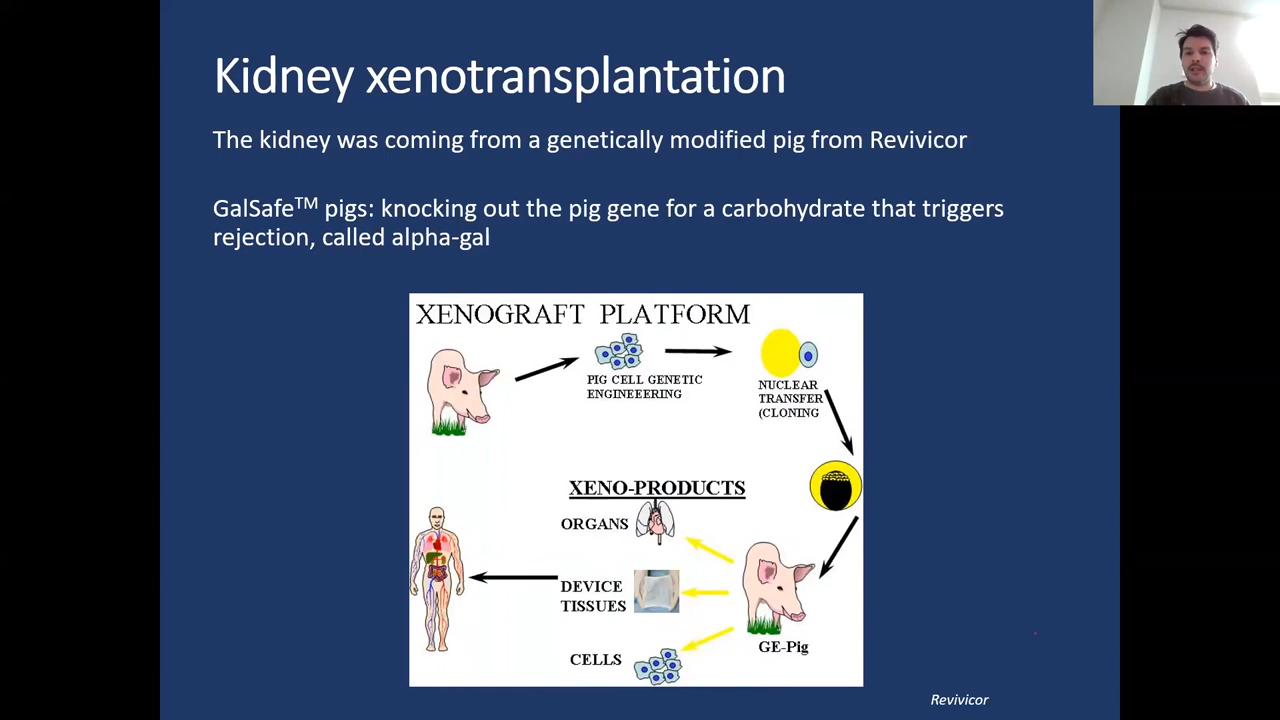 Kidney xenotransplantation
The kidney was coming from a genetically modified pig from Revivicor
GalSafeTM pigs: knocking out the pig gene for a carbohydrate that triggers
rejection, called alpha-gal
XENOGRAFT PLATFORM
PIG CELL GENETIC
ENGINEEERING
NUCLEAR
TRANSFER
(CLONING
XENO-PRODUCTS
ORGANS
DEVICE
TISSUES
CELLS
GE-Pig
Revivicor